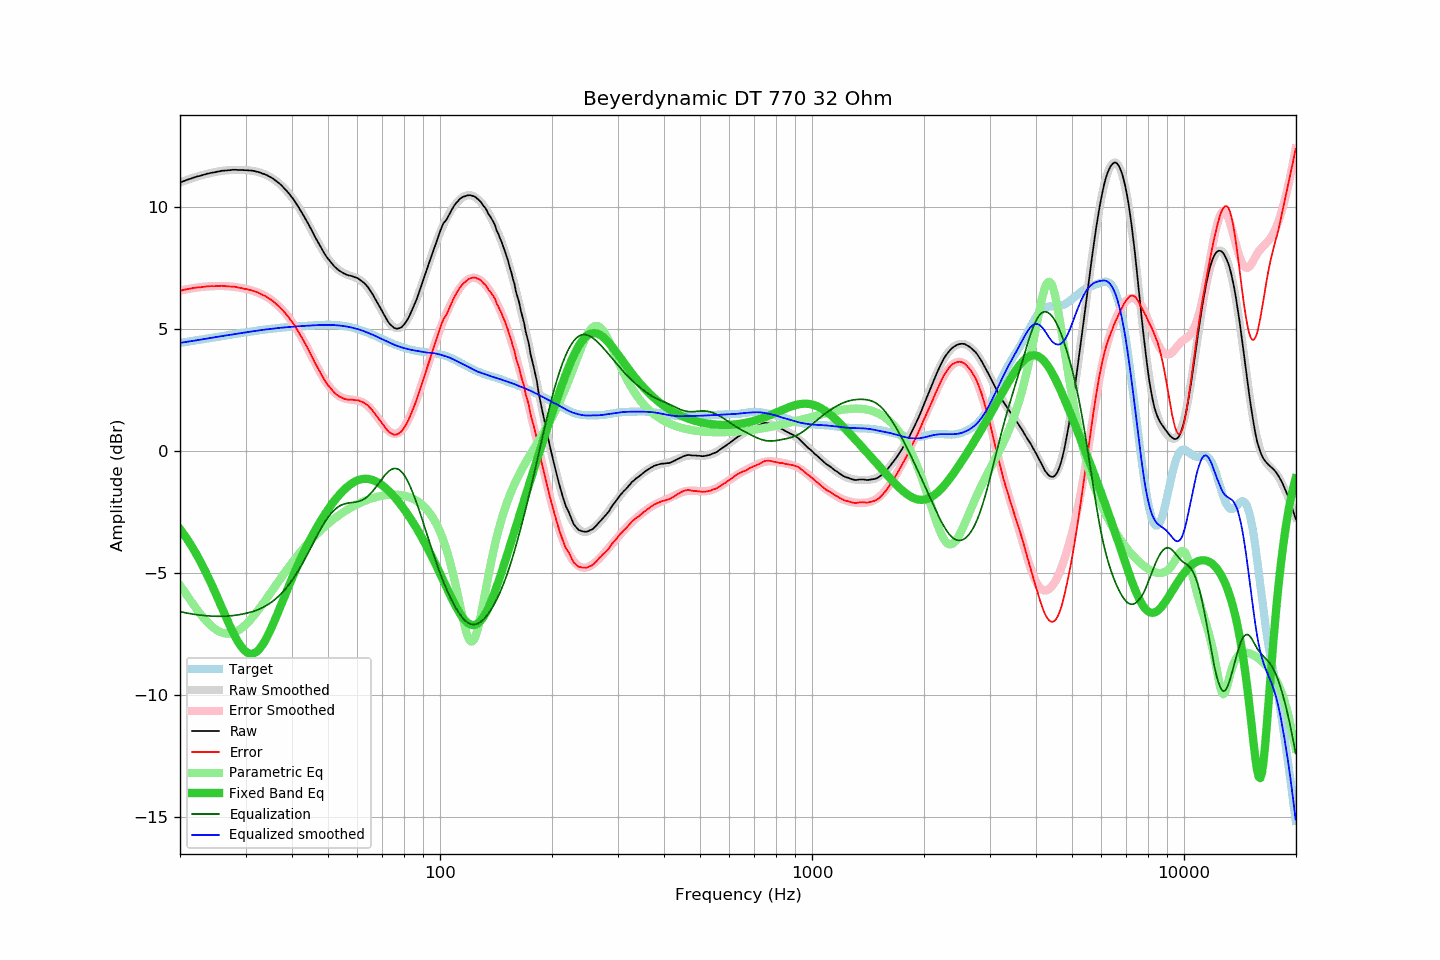 Beyerdynamic DT 770 32 Ohm
10
5
0
−5
−10
−15
Amplitude (dBr)
Target
Raw Smoothed
Error Smoothed
Raw
Error
Parametric Eq
Fixed Band Eq
Equalization
Equalized smoothed
100
1000
10000
Frequency (Hz)